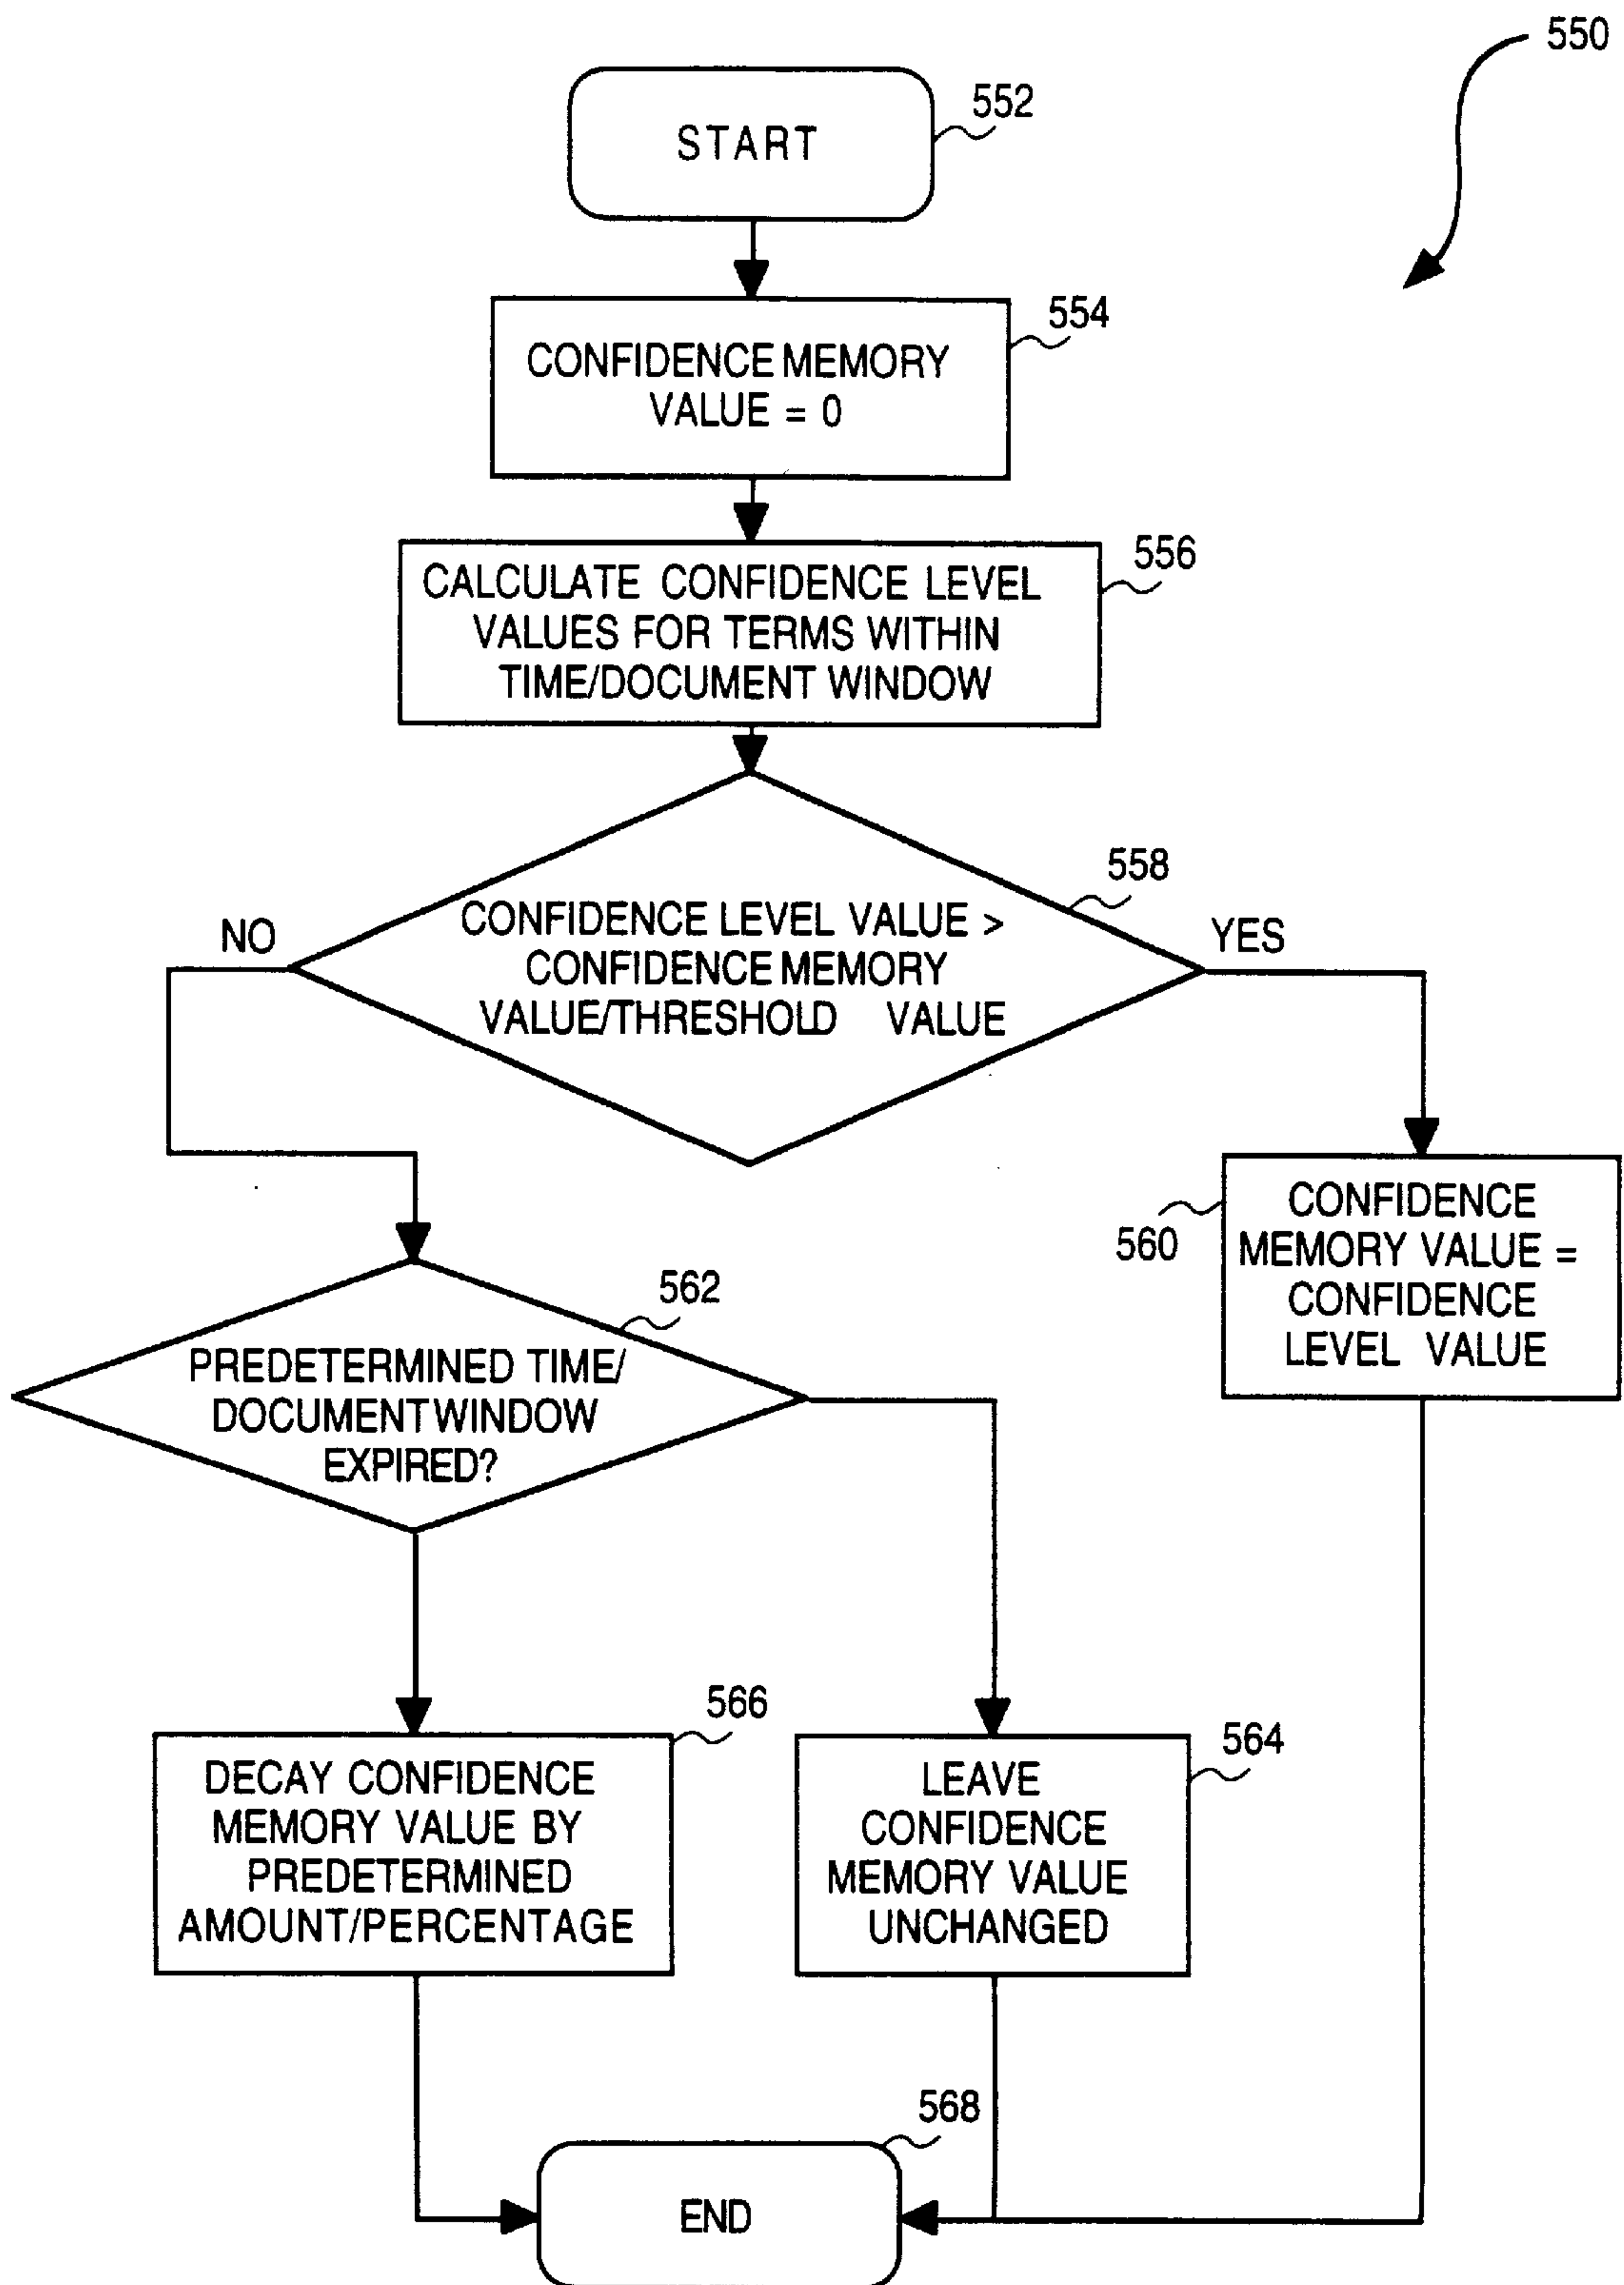 550
552
START
554
CONFIDENCE MEMORY
VALUE = 0
556
CALCULATE CONFIDENCE LEVEL
VALUES FOR TERMS WITHIN
TIME/DOCUMENT WINDOW
558
CONFIDENCE LEVEL VALUE >
CONFIDENCE MEMORY
VALUE/THRESHOLD VALUE
NO
YES
560
CONFIDENCE
MEMORY VALUE =
CONFIDENCE
LEVEL VALUE
562
PREDETERMINED TIME/
DOCUMENT WINDOW
EXPIRED?
566
DECAY CONFIDENCE
MEMORY VALUE BY
PREDETERMINED
AMOUNT/PERCENTAGE
564
LEAVE
CONFIDENCE
MEMORY VALUE
UNCHANGED
568
END